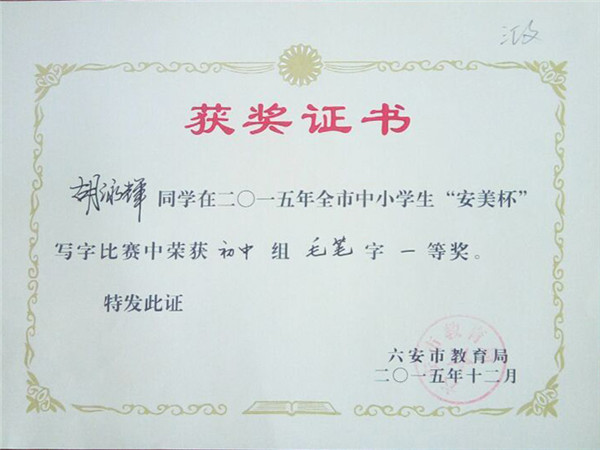 获奖证书
胡泳辉同学在二〇一五年全市中小学生“安美杯”
写字比赛中荣获初中组毛笔字一等奖。
特发此证
六安市教育局
二〇一五年十二月